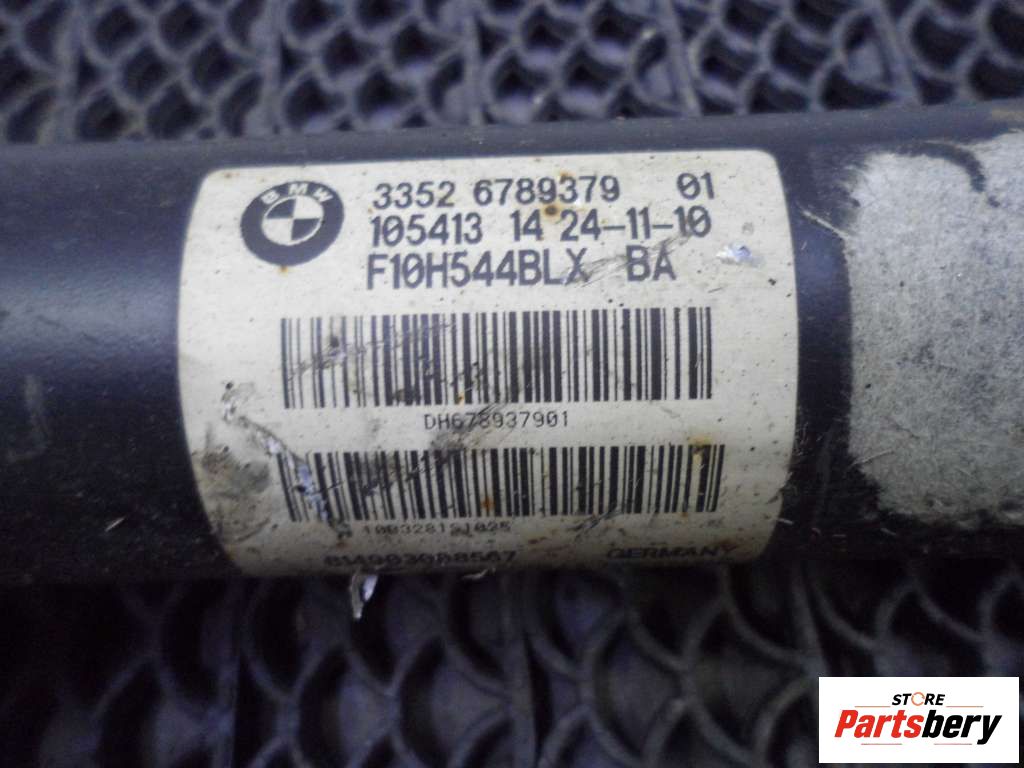 BMW
3352 6789379 01
105413 14 24-11-10
F10H544BLX BA
DH678937901
GERMANY
STORE
Partsbery